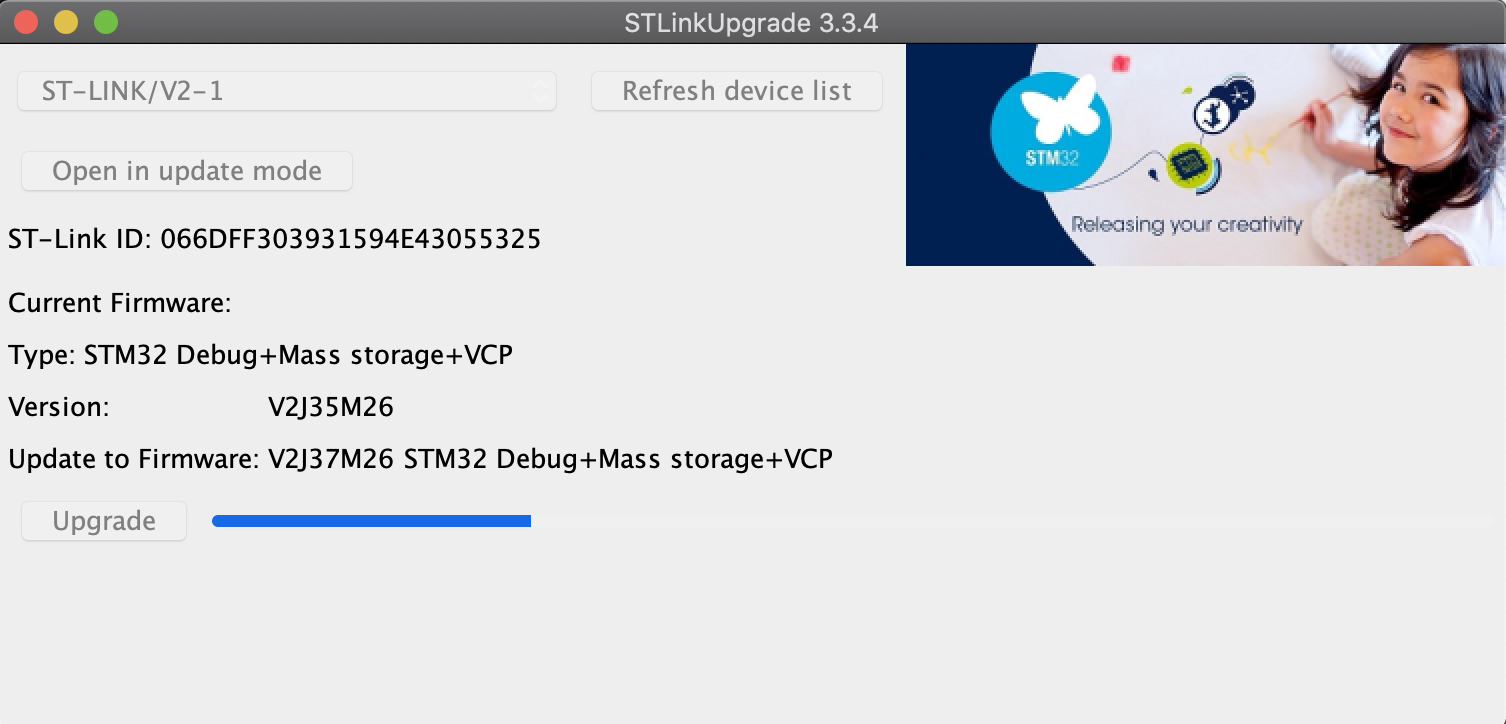 STLinkUpgrade 3.3.4
ST-LINK/V2-1
Refresh device list
Open in update mode
STM32
Releasing your creativity
ST-Link ID: 066DFF303931594E43055325
Current Firmware:
Type: STM32 Debug+Mass storage+VCP
Version: V2J35M26
Update to Firmware: V2J37M26 STM32 Debug+Mass storage+VCP
Upgrade